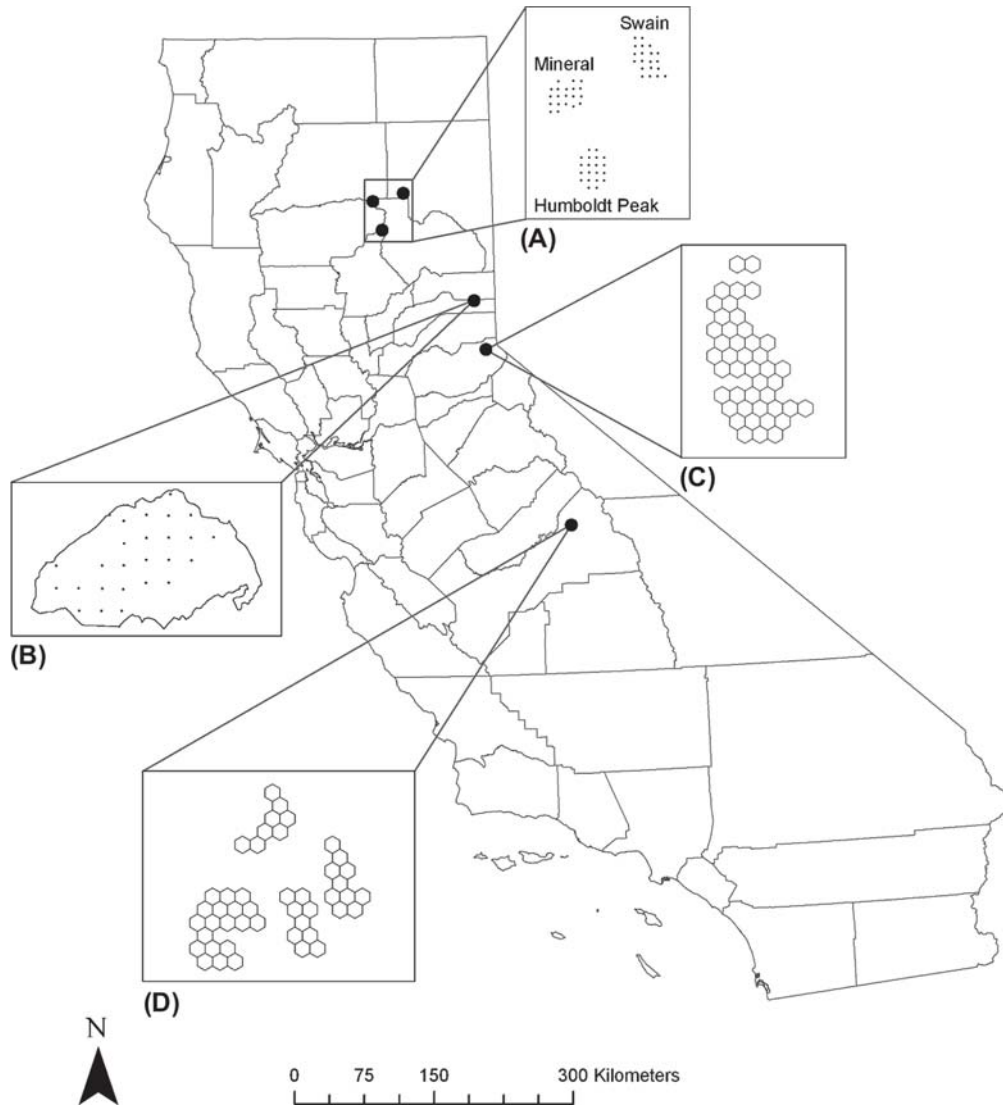 Swain
Mineral
Humboldt Peak
(A)
(C)
(B)
(D)
N
0 75 150 300 Kilometers